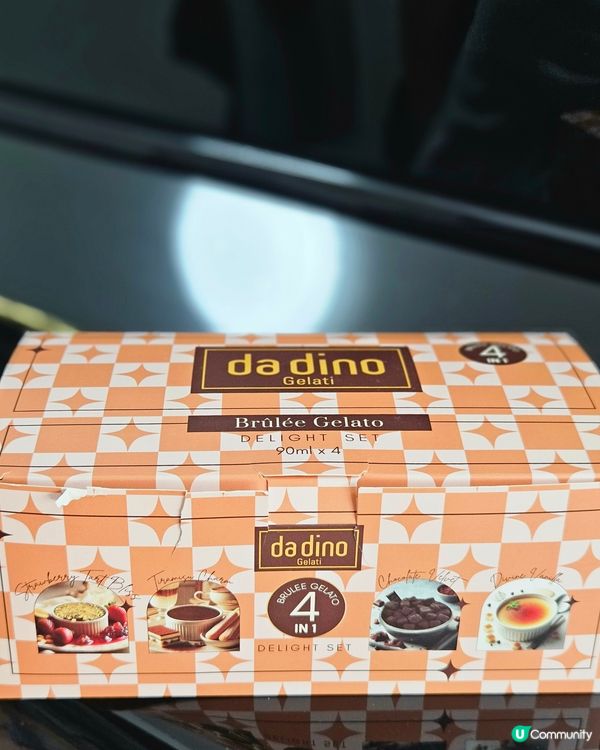 da dino
Gelati
4
IN 1
Brûlée Gelato
DELIGHT SET
90ml x 4
da dino
Gelati
Strawberry Tart Bliss
Tiramisu Charm
BRÛLÉE GELATO
4
IN 1
DELIGHT SET
Chocolate Velvet
Divine Vanilla
U Community